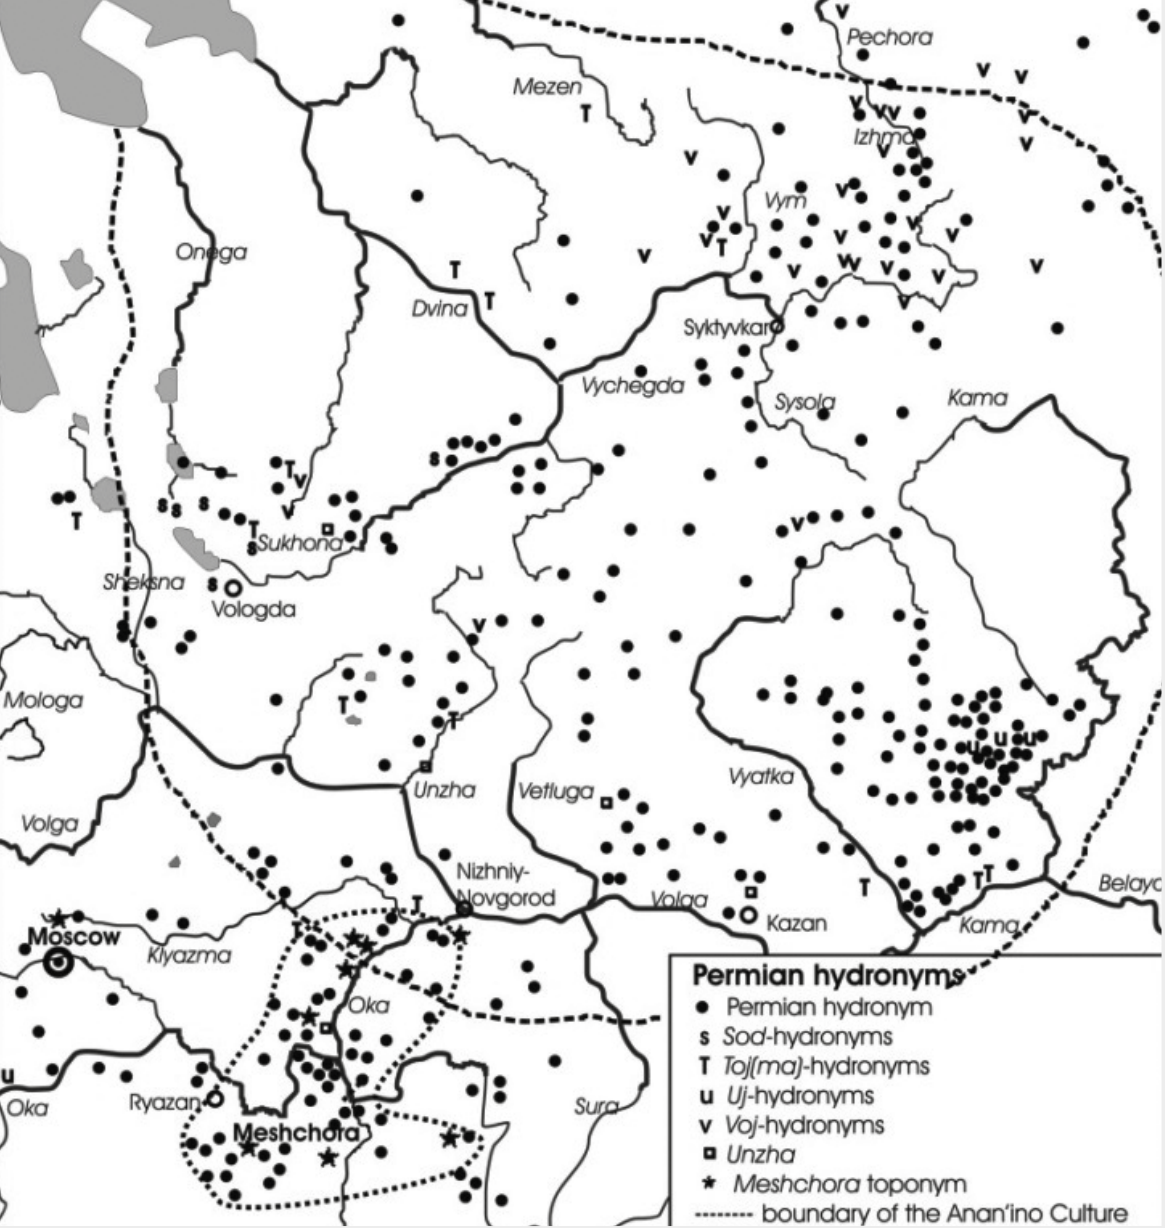 Pechora
v
Mezen
T
v
v
v
v v v
Izhma
v
v
v
v
Vym
v
v
v
v
T
v
v
v
v
v
v v
v
v
v
v
Onega
T
Dvina
T
Syktyvkar
Vychegda
Sysola
Kama
s
T
v
s
s
s
v
T
T
s
Sukhona
v
Sheksna
s
Vologda
v
Mologa
T
T
u
u
u
Vyatka
Unzha
Vetluga
Volga
Nizhniy-
Novgorod
T
T
T
T
Volga
Belaya
Kazan
Kama
Moscow
Klyazma
T
Oka
u
Oka
Ryazan
Sura
Meshchora
Permian hydronyms
Permian hydronym
s Sod-hydronyms
T Toj(ma)-hydronyms
u Uj-hydronyms
v Voj-hydronyms
Unzha
Meshchora toponym
boundary of the Anan'ino Culture